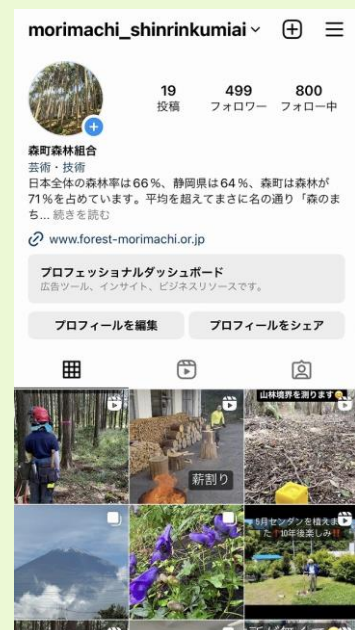 morimachi_shinrinkumiai
19 499 800
投稿 フォロワー フォロー中
森町森林組合
芸術・技術
日本全体の森林率は66%、静岡県は64%、森町は森林が
71%を占めています。平均を超えてまさに名の通り「森のま
ち... 続きを読む
www.forest-morimachi.or.jp
プロフェッショナルダッシュボード
広告ツール、インサイト、ビジネスリソースです。
プロフィールを編集 プロフィールをシェア
山林境界を測ります
薪割り
5月センダンを植えま
た
10年後楽しみ